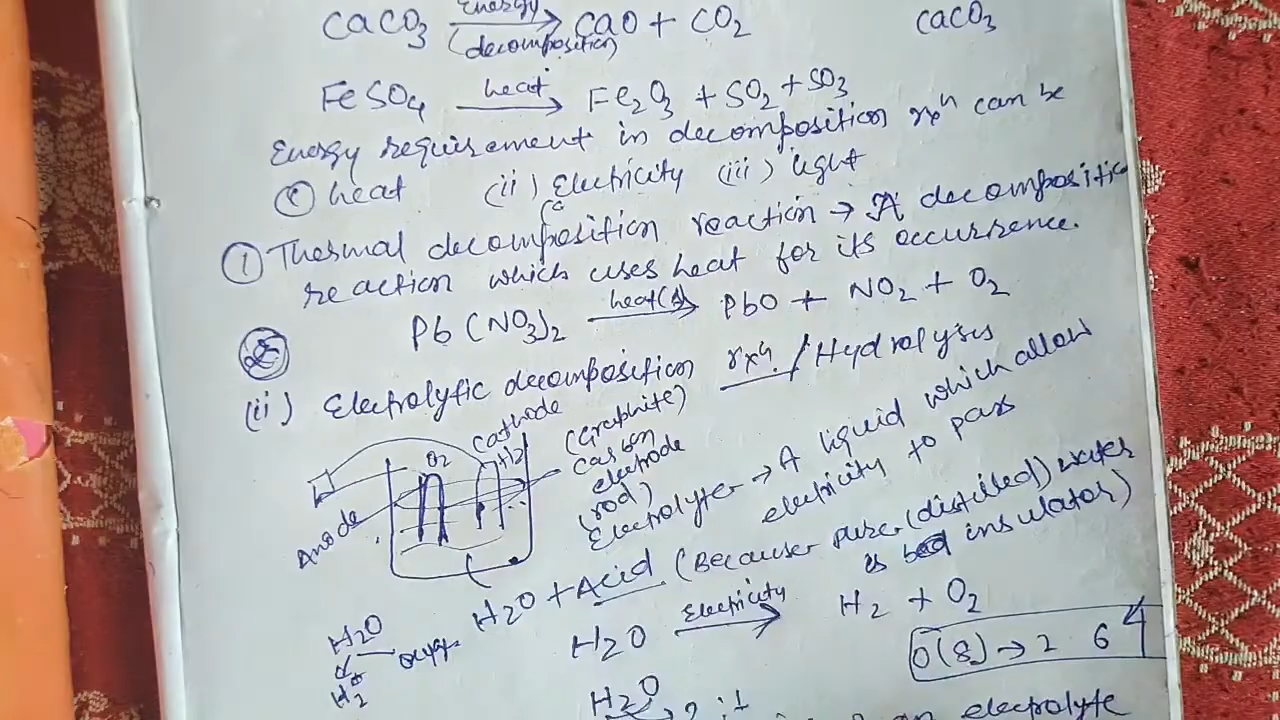 CaCO3 Energy (decomposition) → CaO + CO2 CaCO3
FeSO4 heat → Fe2O3 + SO2 + SO3
Energy requirement in decomposition rxn can be
(i) heat (ii) Electricity (iii) light
① Thermal decomposition reaction → A decomposition
reaction which uses heat for its occurrence.
Pb(NO3)2 heat(Δ) → PbO + NO2 + O2
(ii) Electrolytic decomposition rxn. / Hydrolysis
Cathode
(Graphite)
Carbon
electrode
(rod)
O2
H2
Anode
Electrolyte → A liquid which allow
electricity to pass
H2O + Acid (Because pure (distilled) water
is bad insulator)
H2O Electricity → H2 + O2
H2O
H2
O(8) → 2 6
H2O
2:1
an electrolyte